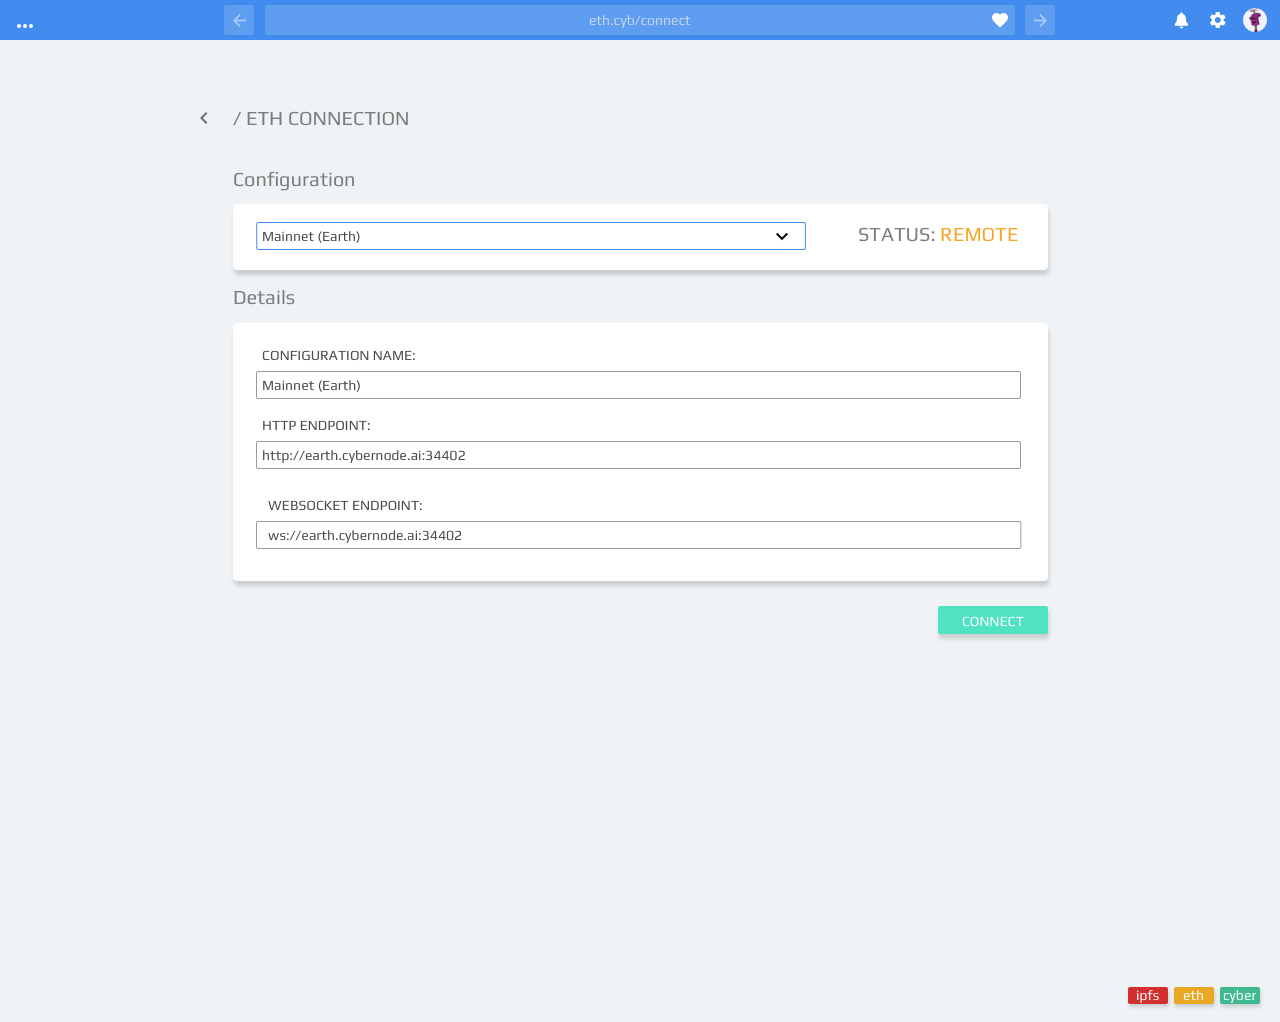 ...
eth.cyb/connect
/ ETH CONNECTION
Configuration
Mainnet (Earth)
STATUS: REMOTE
Details
CONFIGURATION NAME:
Mainnet (Earth)
HTTP ENDPOINT:
http://earth.cybernode.ai:34402
WEBSOCKET ENDPOINT:
ws://earth.cybernode.ai:34402
CONNECT
ipfs eth cyber